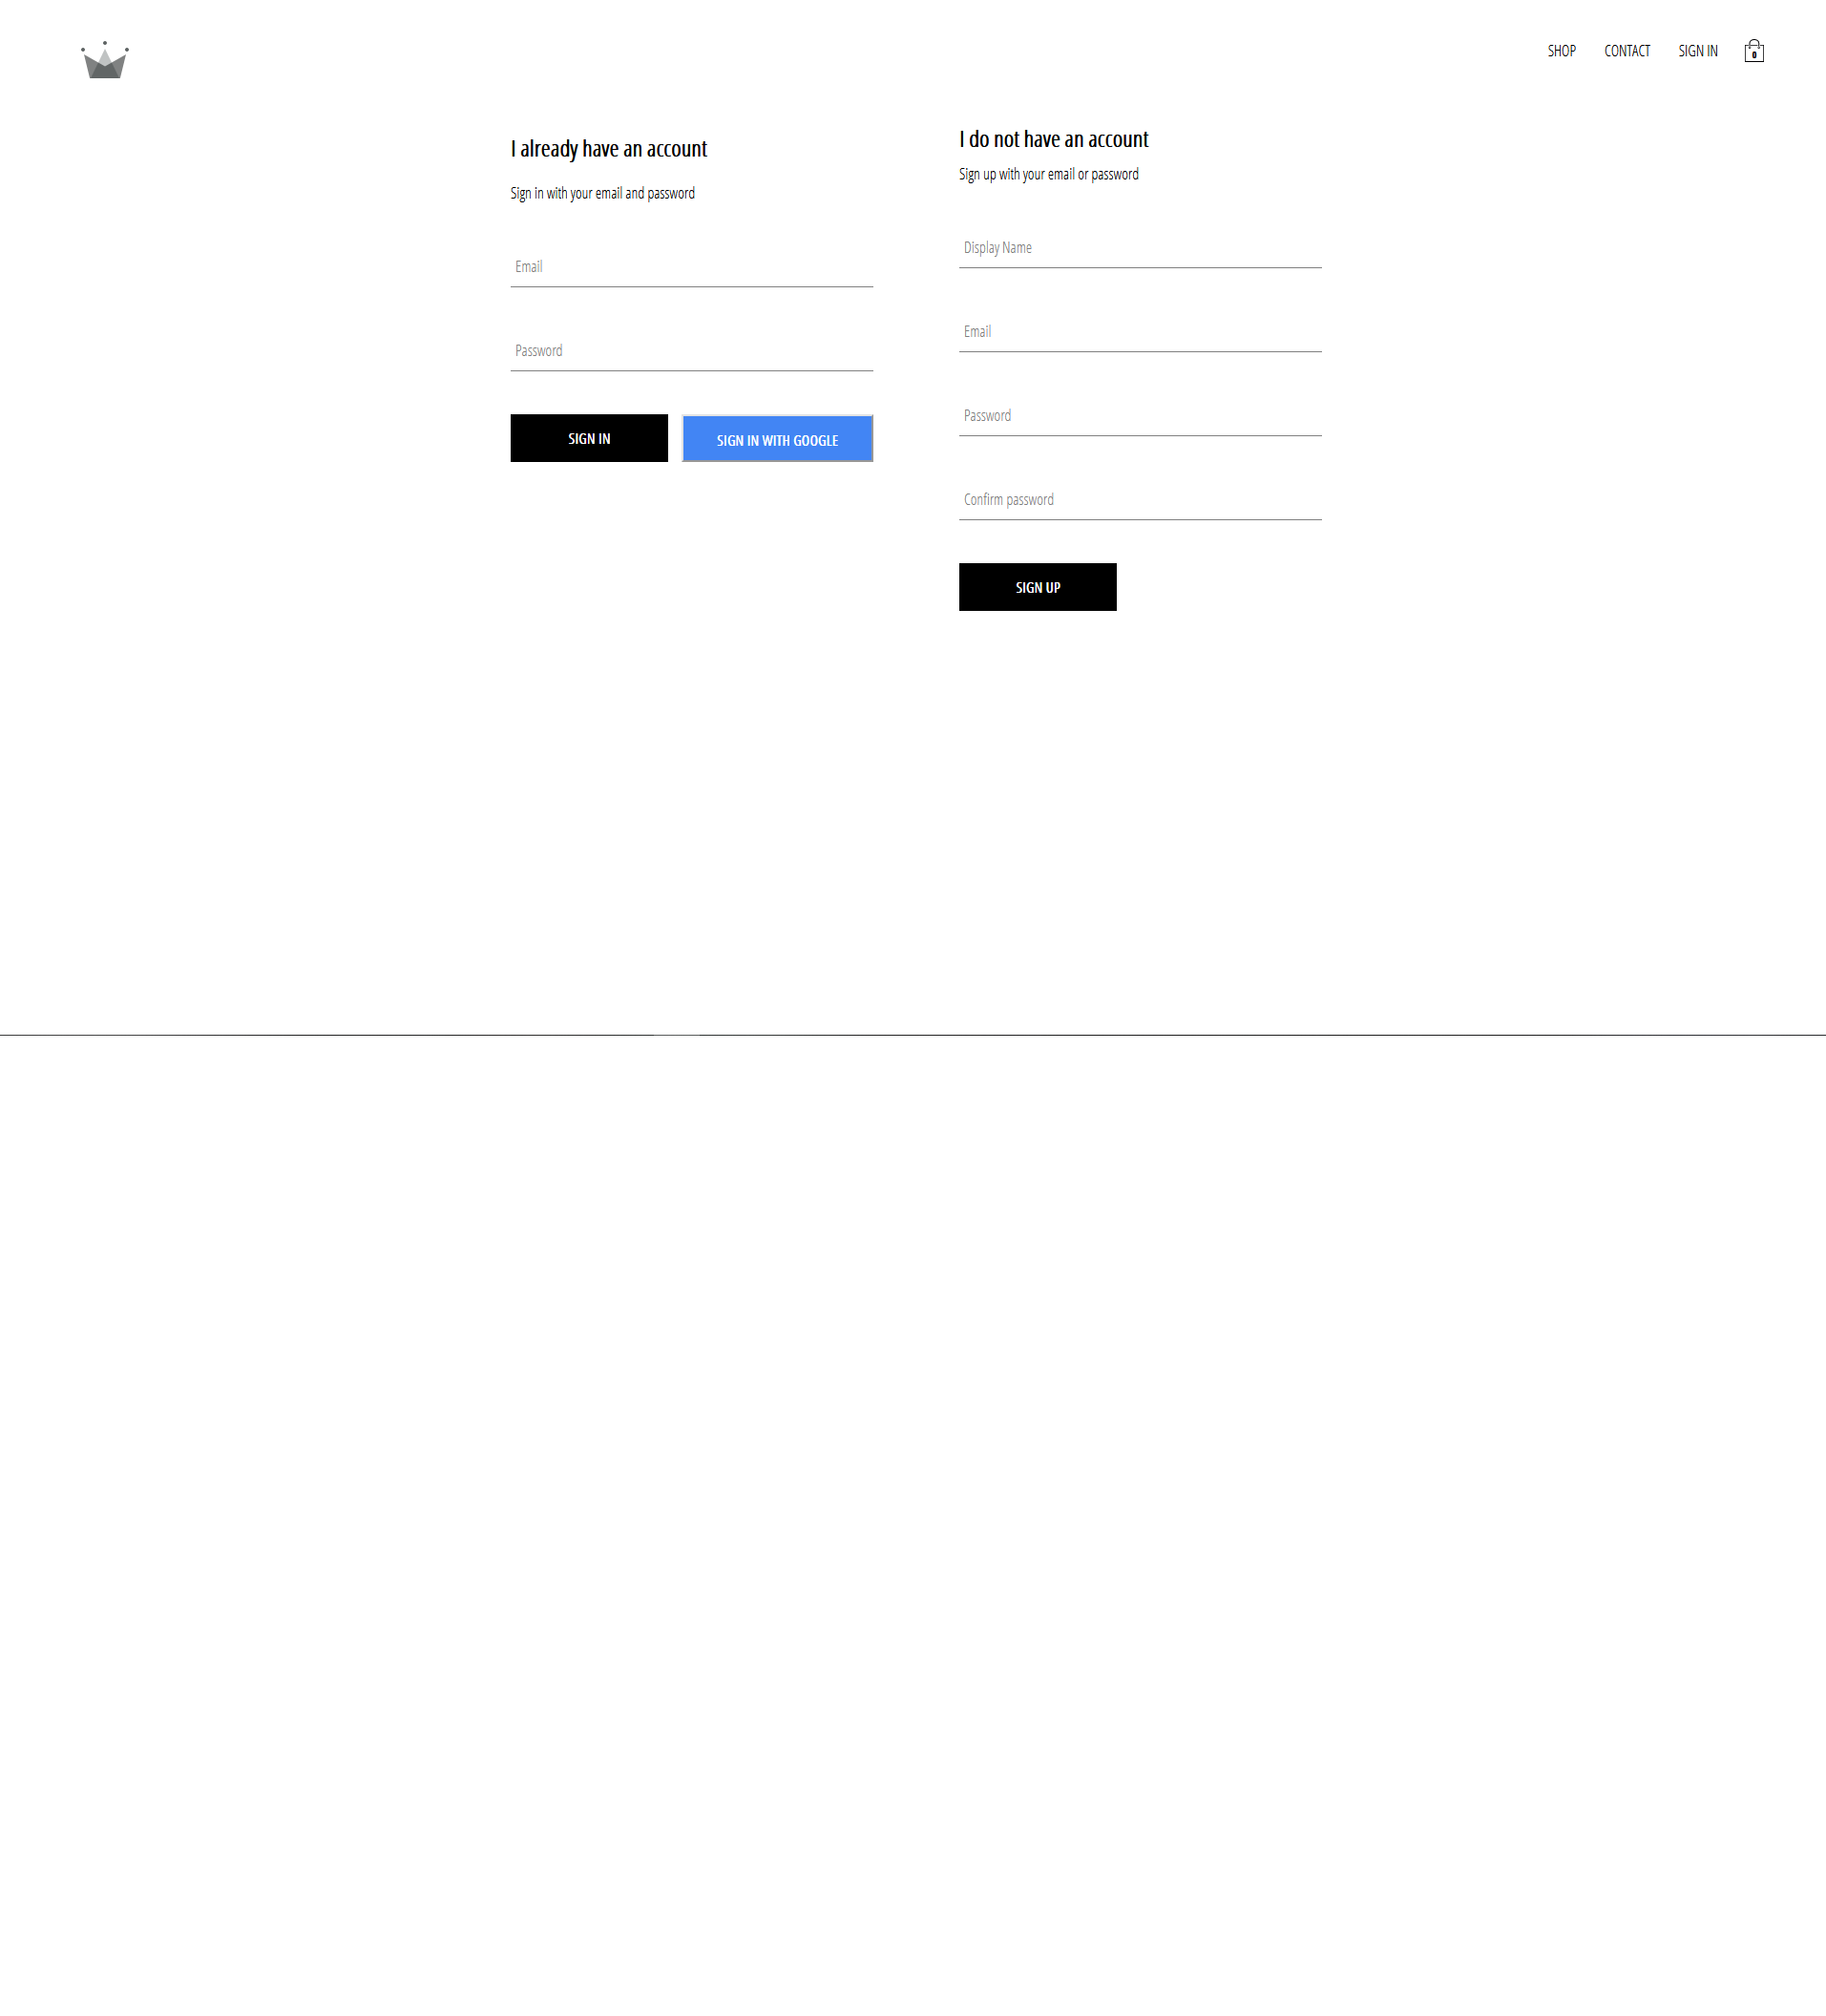 SHOP
CONTACT
SIGN IN
0
I already have an account
Sign in with your email and password
Email
Password
SIGN IN
SIGN IN WITH GOOGLE
I do not have an account
Sign up with your email or password
Display Name
Email
Password
Confirm password
SIGN UP